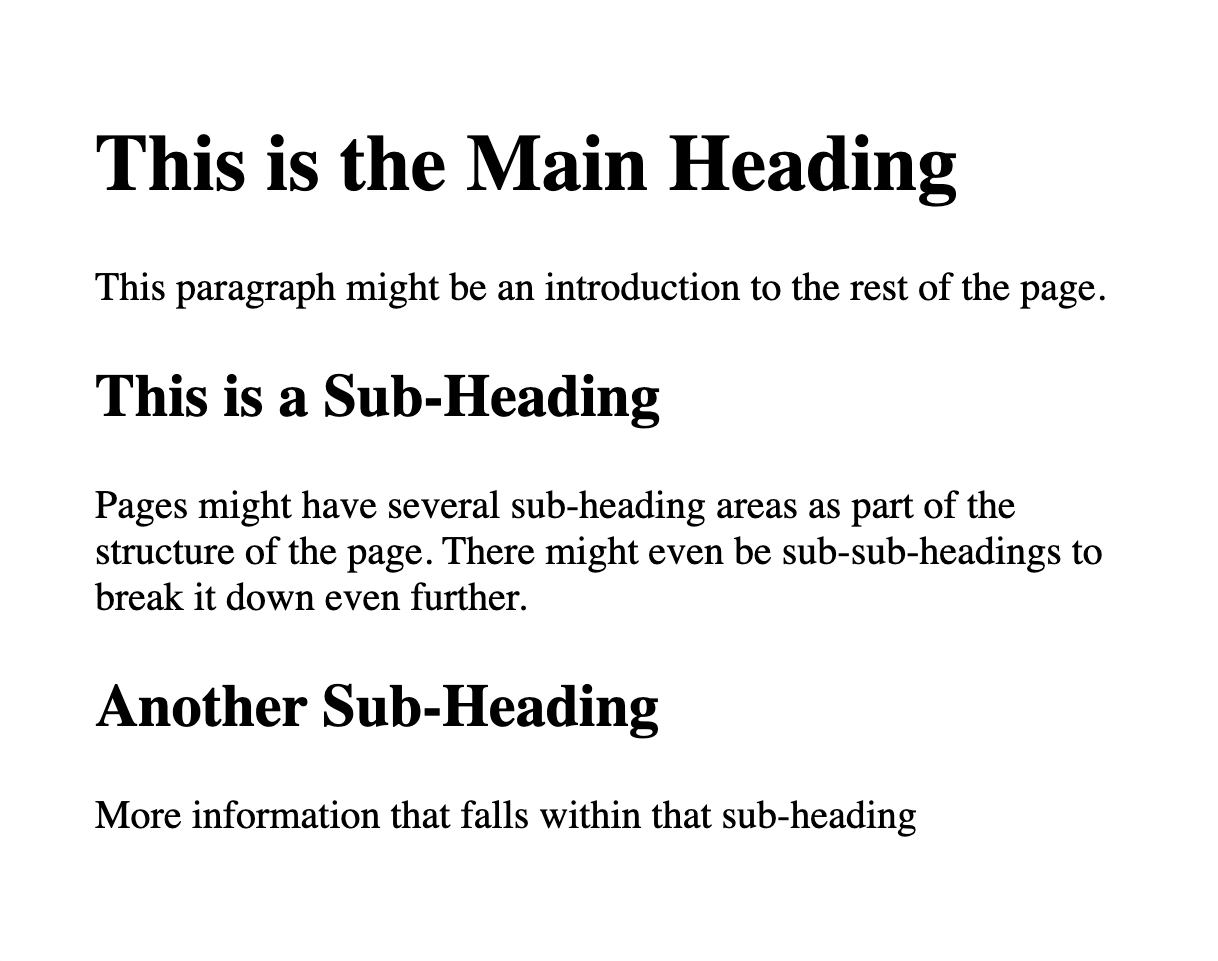 This is the Main Heading
This paragraph might be an introduction to the rest of the page.
This is a Sub-Heading
Pages might have several sub-heading areas as part of the
structure of the page. There might even be sub-sub-headings to
break it down even further.
Another Sub-Heading
More information that falls within that sub-heading